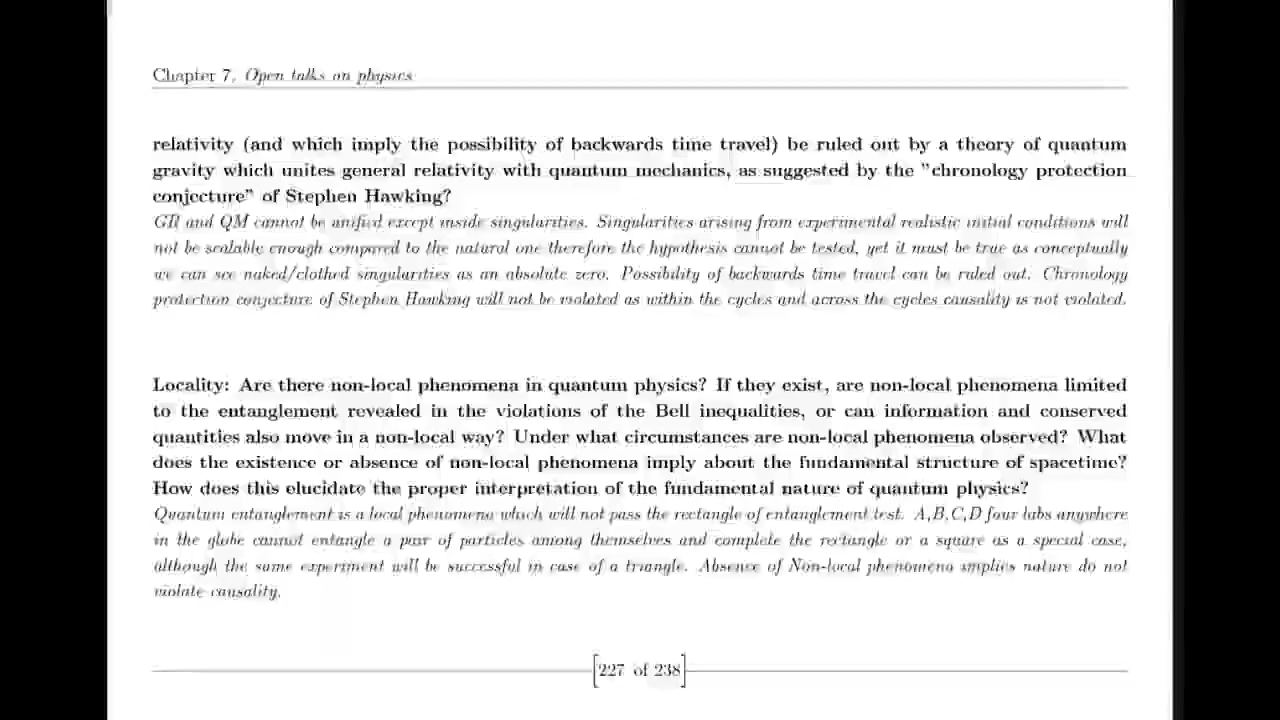 Chapter 7. Open talks on physics
relativity (and which imply the possibility of backwards time travel) be ruled out by a theory of quantum
gravity which unites general relativity with quantum mechanics, as suggested by the "chronology protection
conjecture" of Stephen Hawking?
GR and QM cannot be unified except inside singularities. Singularities arising from experimental realistic initial conditions will
not be scalable enough compared to the natural one therefore the hypothesis cannot be tested, yet it must be true as conceptually
we can see naked/clothed singularities as an absolute zero. Possibility of backwards time travel can be ruled out. Chronology
protection conjecture of Stephen Hawking will not be violated as within the cycles and across the cycles causality is not violated.
Locality: Are there non-local phenomena in quantum physics? If they exist, are non-local phenomena limited
to the entanglement revealed in the violations of the Bell inequalities, or can information and conserved
quantities also move in a non-local way? Under what circumstances are non-local phenomena observed? What
does the existence or absence of non-local phenomena imply about the fundamental structure of spacetime?
How does this elucidate the proper interpretation of the fundamental nature of quantum physics?
Quantum entanglement is a local phenomena which will not pass the rectangle of entanglement test. A,B,C,D four labs anywhere
in the globe cannot entangle a pair of particles among themselves and complete the rectangle or a square as a special case,
although the same experiment will be successful in case of a triangle. Absence of Non-local phenomena implies nature do not
violate causality.
[227 of 238]